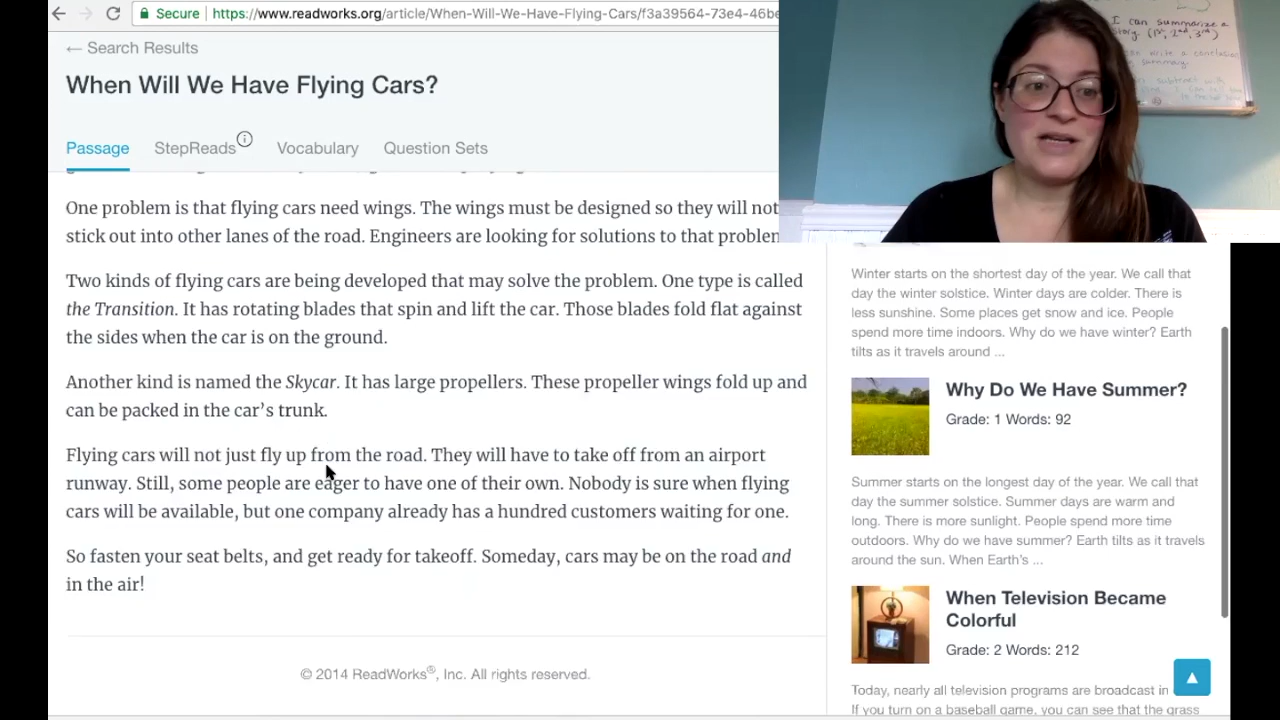 Secure
https://www.readworks.org/article/When-Will-We-Have-Flying-Cars/f3a39564-73e4-46be
← Search Results
When Will We Have Flying Cars?
Passage
StepReads
Vocabulary
Question Sets
One problem is that flying cars need wings. The wings must be designed so they will not
stick out into other lanes of the road. Engineers are looking for solutions to that problem
Two kinds of flying cars are being developed that may solve the problem. One type is called
the Transition. It has rotating blades that spin and lift the car. Those blades fold flat against
the sides when the car is on the ground.
Another kind is named the Skycar. It has large propellers. These propeller wings fold up and
can be packed in the car's trunk.
Flying cars will not just fly up from the road. They will have to take off from an airport
runway. Still, some people are eager to have one of their own. Nobody is sure when flying
cars will be available, but one company already has a hundred customers waiting for one.
So fasten your seat belts, and get ready for takeoff. Someday, cars may be on the road and
in the air!
© 2014 ReadWorks®, Inc. All rights reserved.
I can summarize a
story. (1st, 2nd, 3rd)
write a conclusion
summary.
subtract with
Winter starts on the shortest day of the year. We call that
day the winter solstice. Winter days are colder. There is
less sunshine. Some places get snow and ice. People
spend more time indoors. Why do we have winter? Earth
tilts as it travels around ...
Why Do We Have Summer?
Grade: 1 Words: 92
Summer starts on the longest day of the year. We call that
day the summer solstice. Summer days are warm and
long. There is more sunlight. People spend more time
outdoors. Why do we have summer? Earth tilts as it travels
around the sun. When Earth's ...
When Television Became
Colorful
Grade: 2 Words: 212
Today, nearly all television programs are broadcast in
If you turn on a baseball game, you can see that the grass